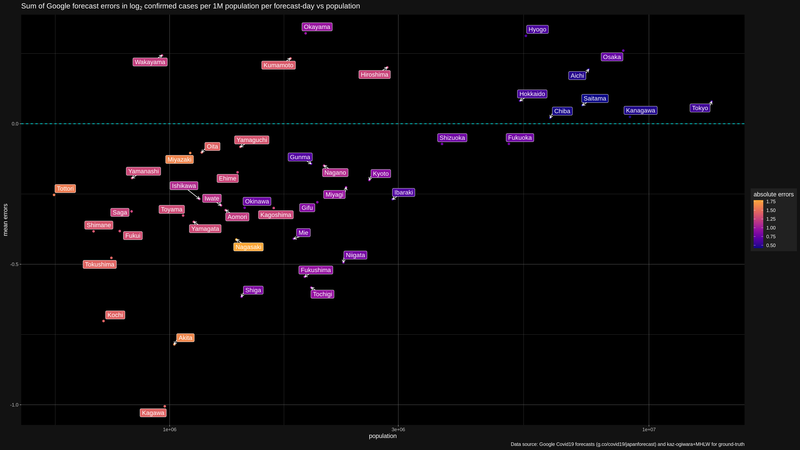 Sum of Google forecast errors in log2 confirmed cases per 1M population per forecast-day vs population
Okayama
Hyogo
Osaka
Wakayama
Kumamoto
Hiroshima
Aichi
Hokkaido
Saitama
Chiba
Kanagawa
Tokyo
0.0
Shizuoka
Fukuoka
Oita
Yamaguchi
Miyazaki
Gunma
Yamanashi
Nagano
Kyoto
Ehime
Tottori
Ishikawa
Miyagi
Ibaraki
Iwate
Okinawa
Saga
Toyama
Aomori
Kagoshima
Gifu
Shimane
Yamagata
Fukui
Mie
Nagasaki
Niigata
Tokushima
-0.5
Fukushima
Shiga
Tochigi
Kochi
Akita
Kagawa
-1.0
mean errors
1e+06
3e+06
1e+07
population
absolute errors
1.75
1.50
1.25
1.00
0.75
0.50
Data source: Google Covid19 forecasts (g.co/covid19/japanforecast) and kaz-ogiwara+MHLW for ground-truth